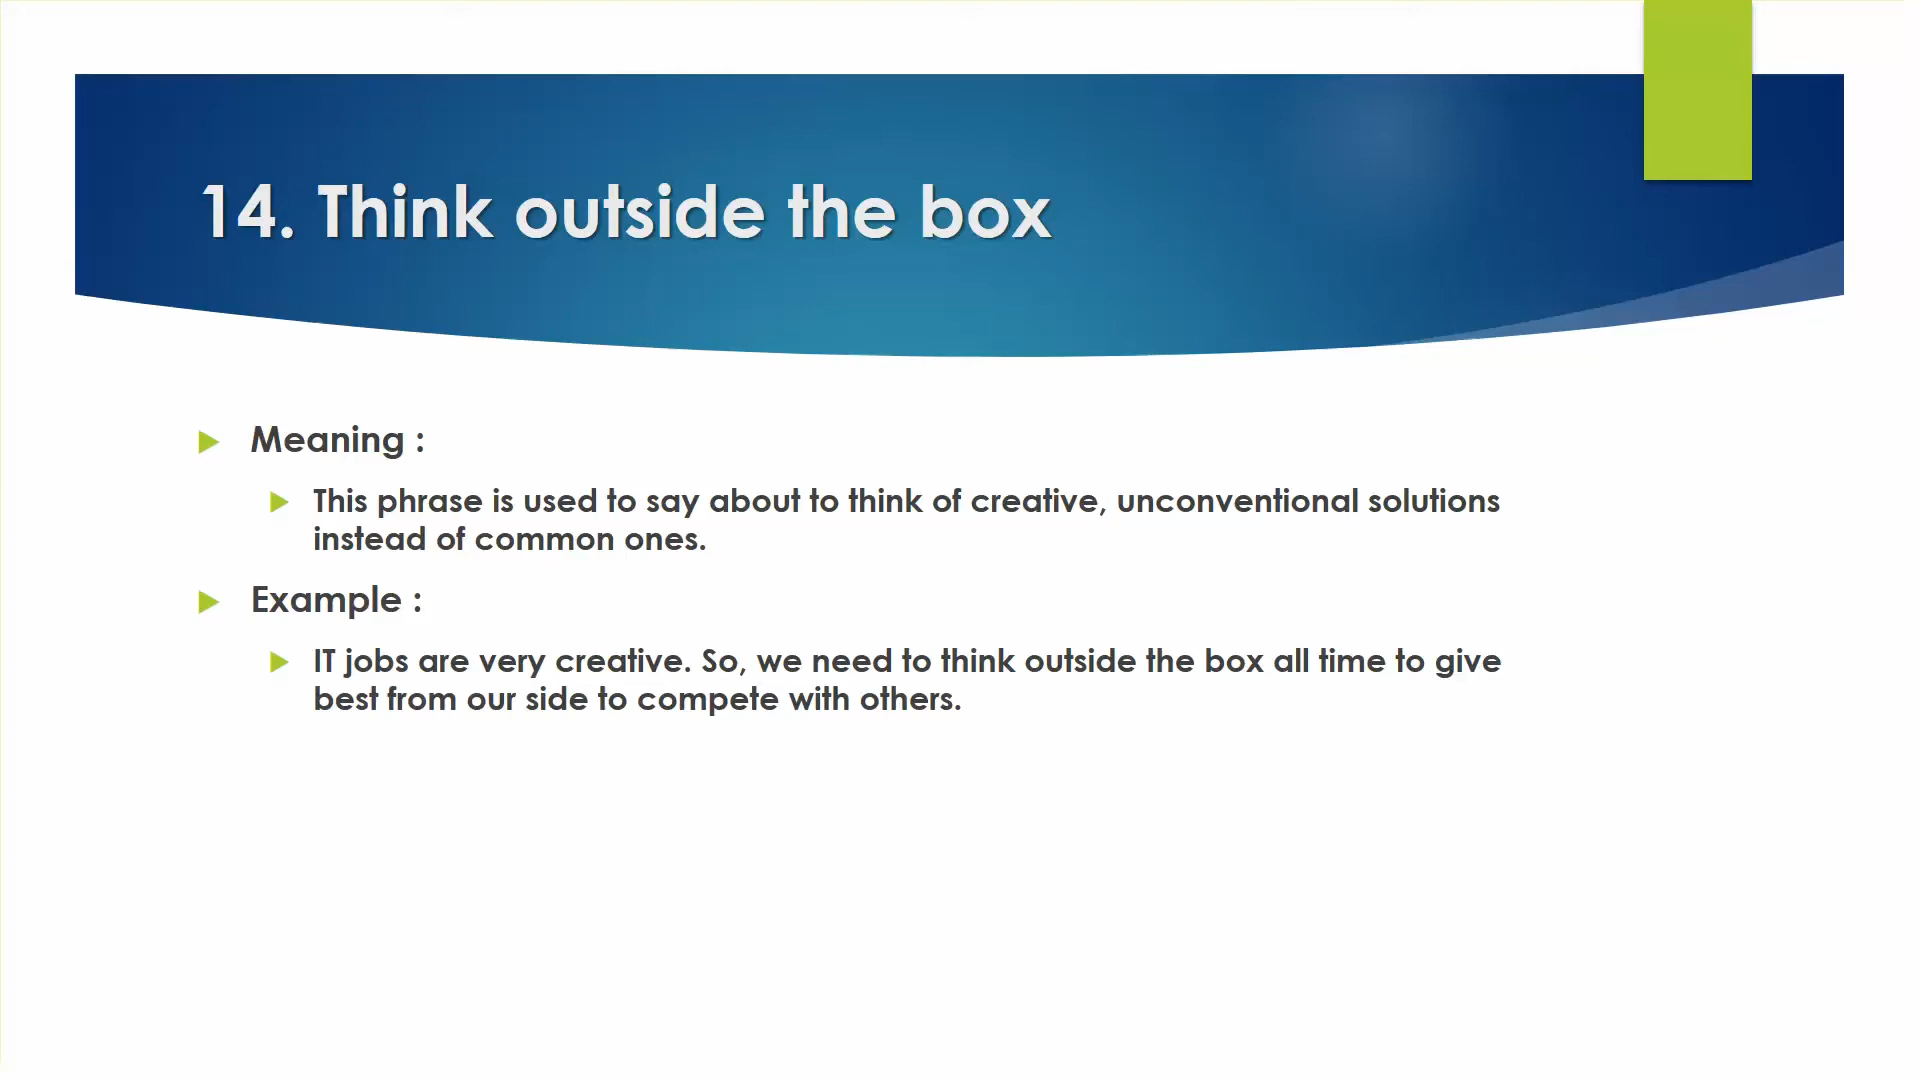 14. Think outside the box
Meaning :
This phrase is used to say about to think of creative, unconventional solutions
instead of common ones.
Example :
IT jobs are very creative. So, we need to think outside the box all time to give
best from our side to compete with others.